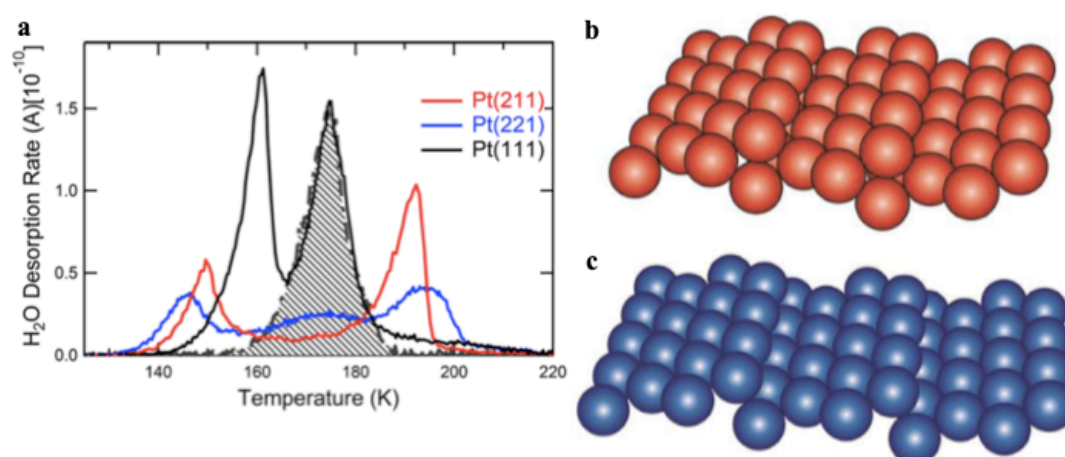 a
b
c
H₂O Desorption Rate (A)[10⁻¹⁰]
1.5
1.0
0.5
0.0
Pt(211)
Pt(221)
Pt(111)
140
160
180
200
220
Temperature (K)